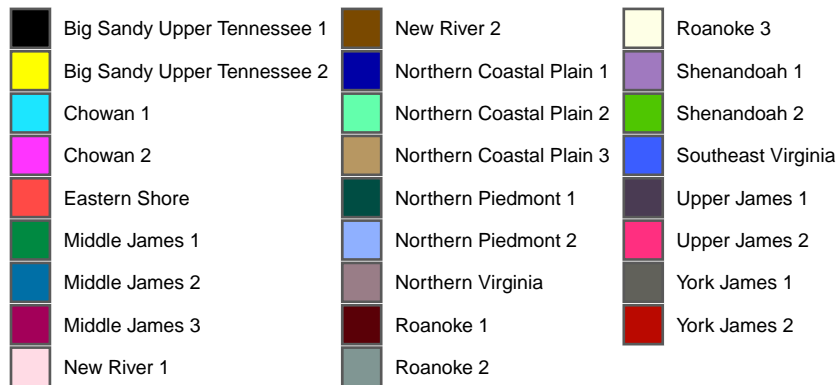 Big Sandy Upper Tennessee 1
Big Sandy Upper Tennessee 2
Chowan 1
Chowan 2
Eastern Shore
Middle James 1
Middle James 2
Middle James 3
New River 1
New River 2
Northern Coastal Plain 1
Northern Coastal Plain 2
Northern Coastal Plain 3
Northern Piedmont 1
Northern Piedmont 2
Northern Virginia
Roanoke 1
Roanoke 2
Roanoke 3
Shenandoah 1
Shenandoah 2
Southeast Virginia
Upper James 1
Upper James 2
York James 1
York James 2